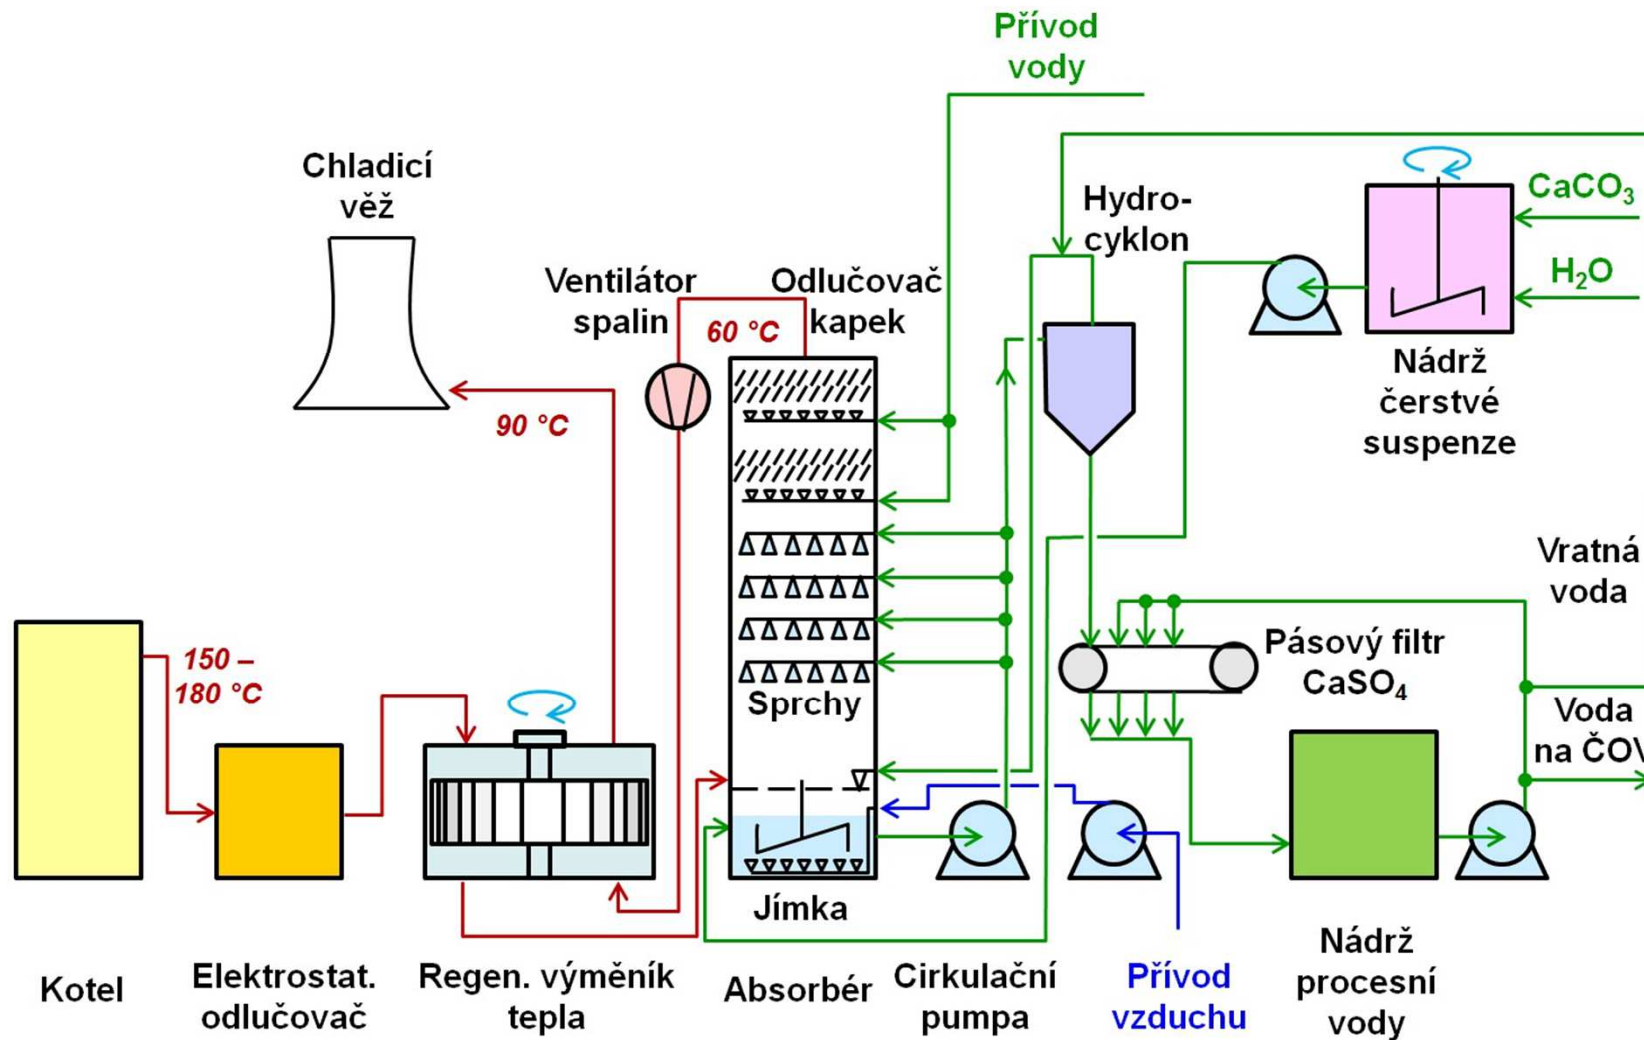 Přívod
vody
Chladicí
věž
Hydro-
cyklon
CaCO₃
H₂O
Ventilátor
spalin
Odlučovač
kapek
60 °C
90 °C
Nádrž
čerstvé
suspenze
Vratná
voda
150 –
180 °C
Pásový filtr
CaSO₄
Sprchy
Voda
na ČOV
Jímka
Kotel
Elektrostat.
odlučovač
Regen. výměník
tepla
Absorbér
Cirkulační
pumpa
Přívod
vzduchu
Nádrž
procesní
vody